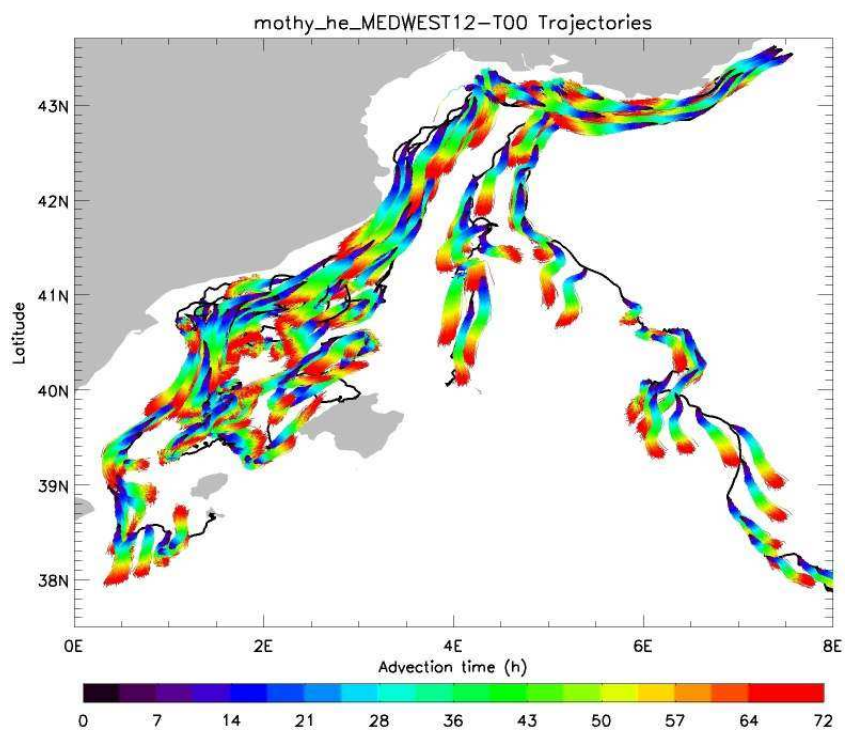 mothy_he_MEDWEST12-T00 Trajectories
43N
42N
41N
Latitude
40N
39N
38N
0E 2E 4E 6E 8E
Advection time (h)
0 7 14 21 28 36 43 50 57 64 72